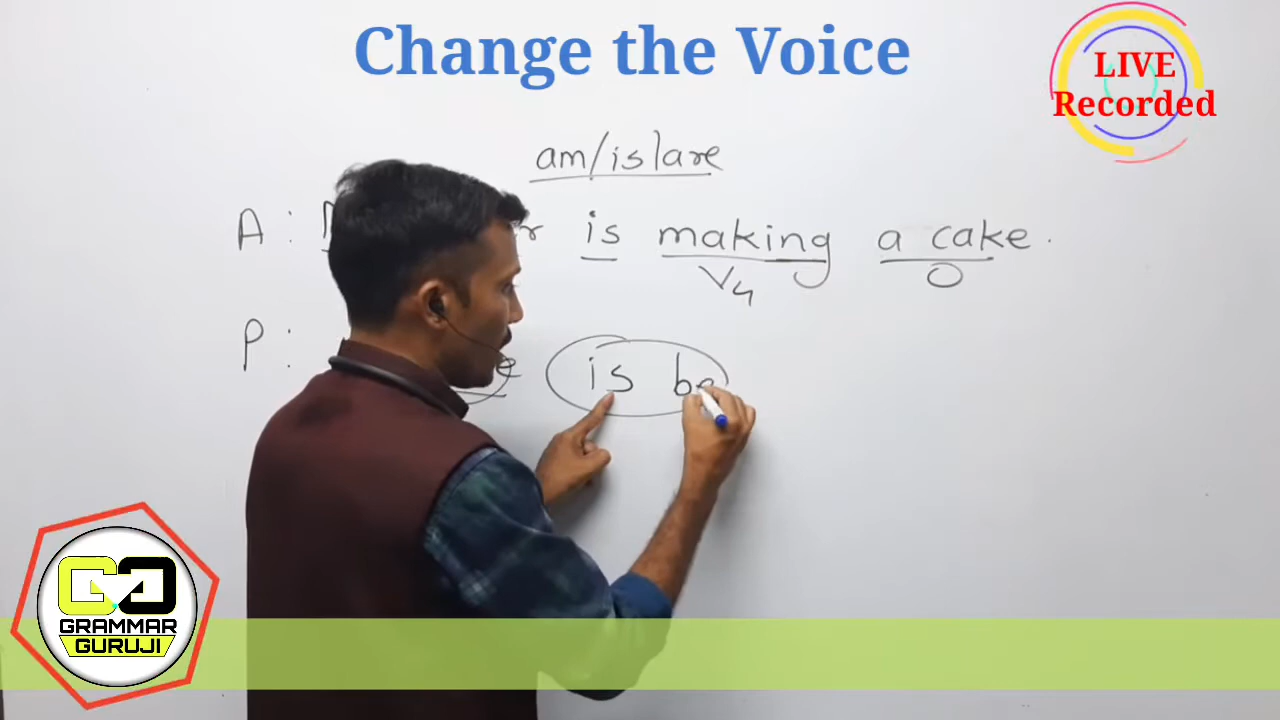 Change the Voice
LIVE
Recorded
am/is/are
A: is making a cake.
V4 O
P: is be
GRAMMAR
GURUJI